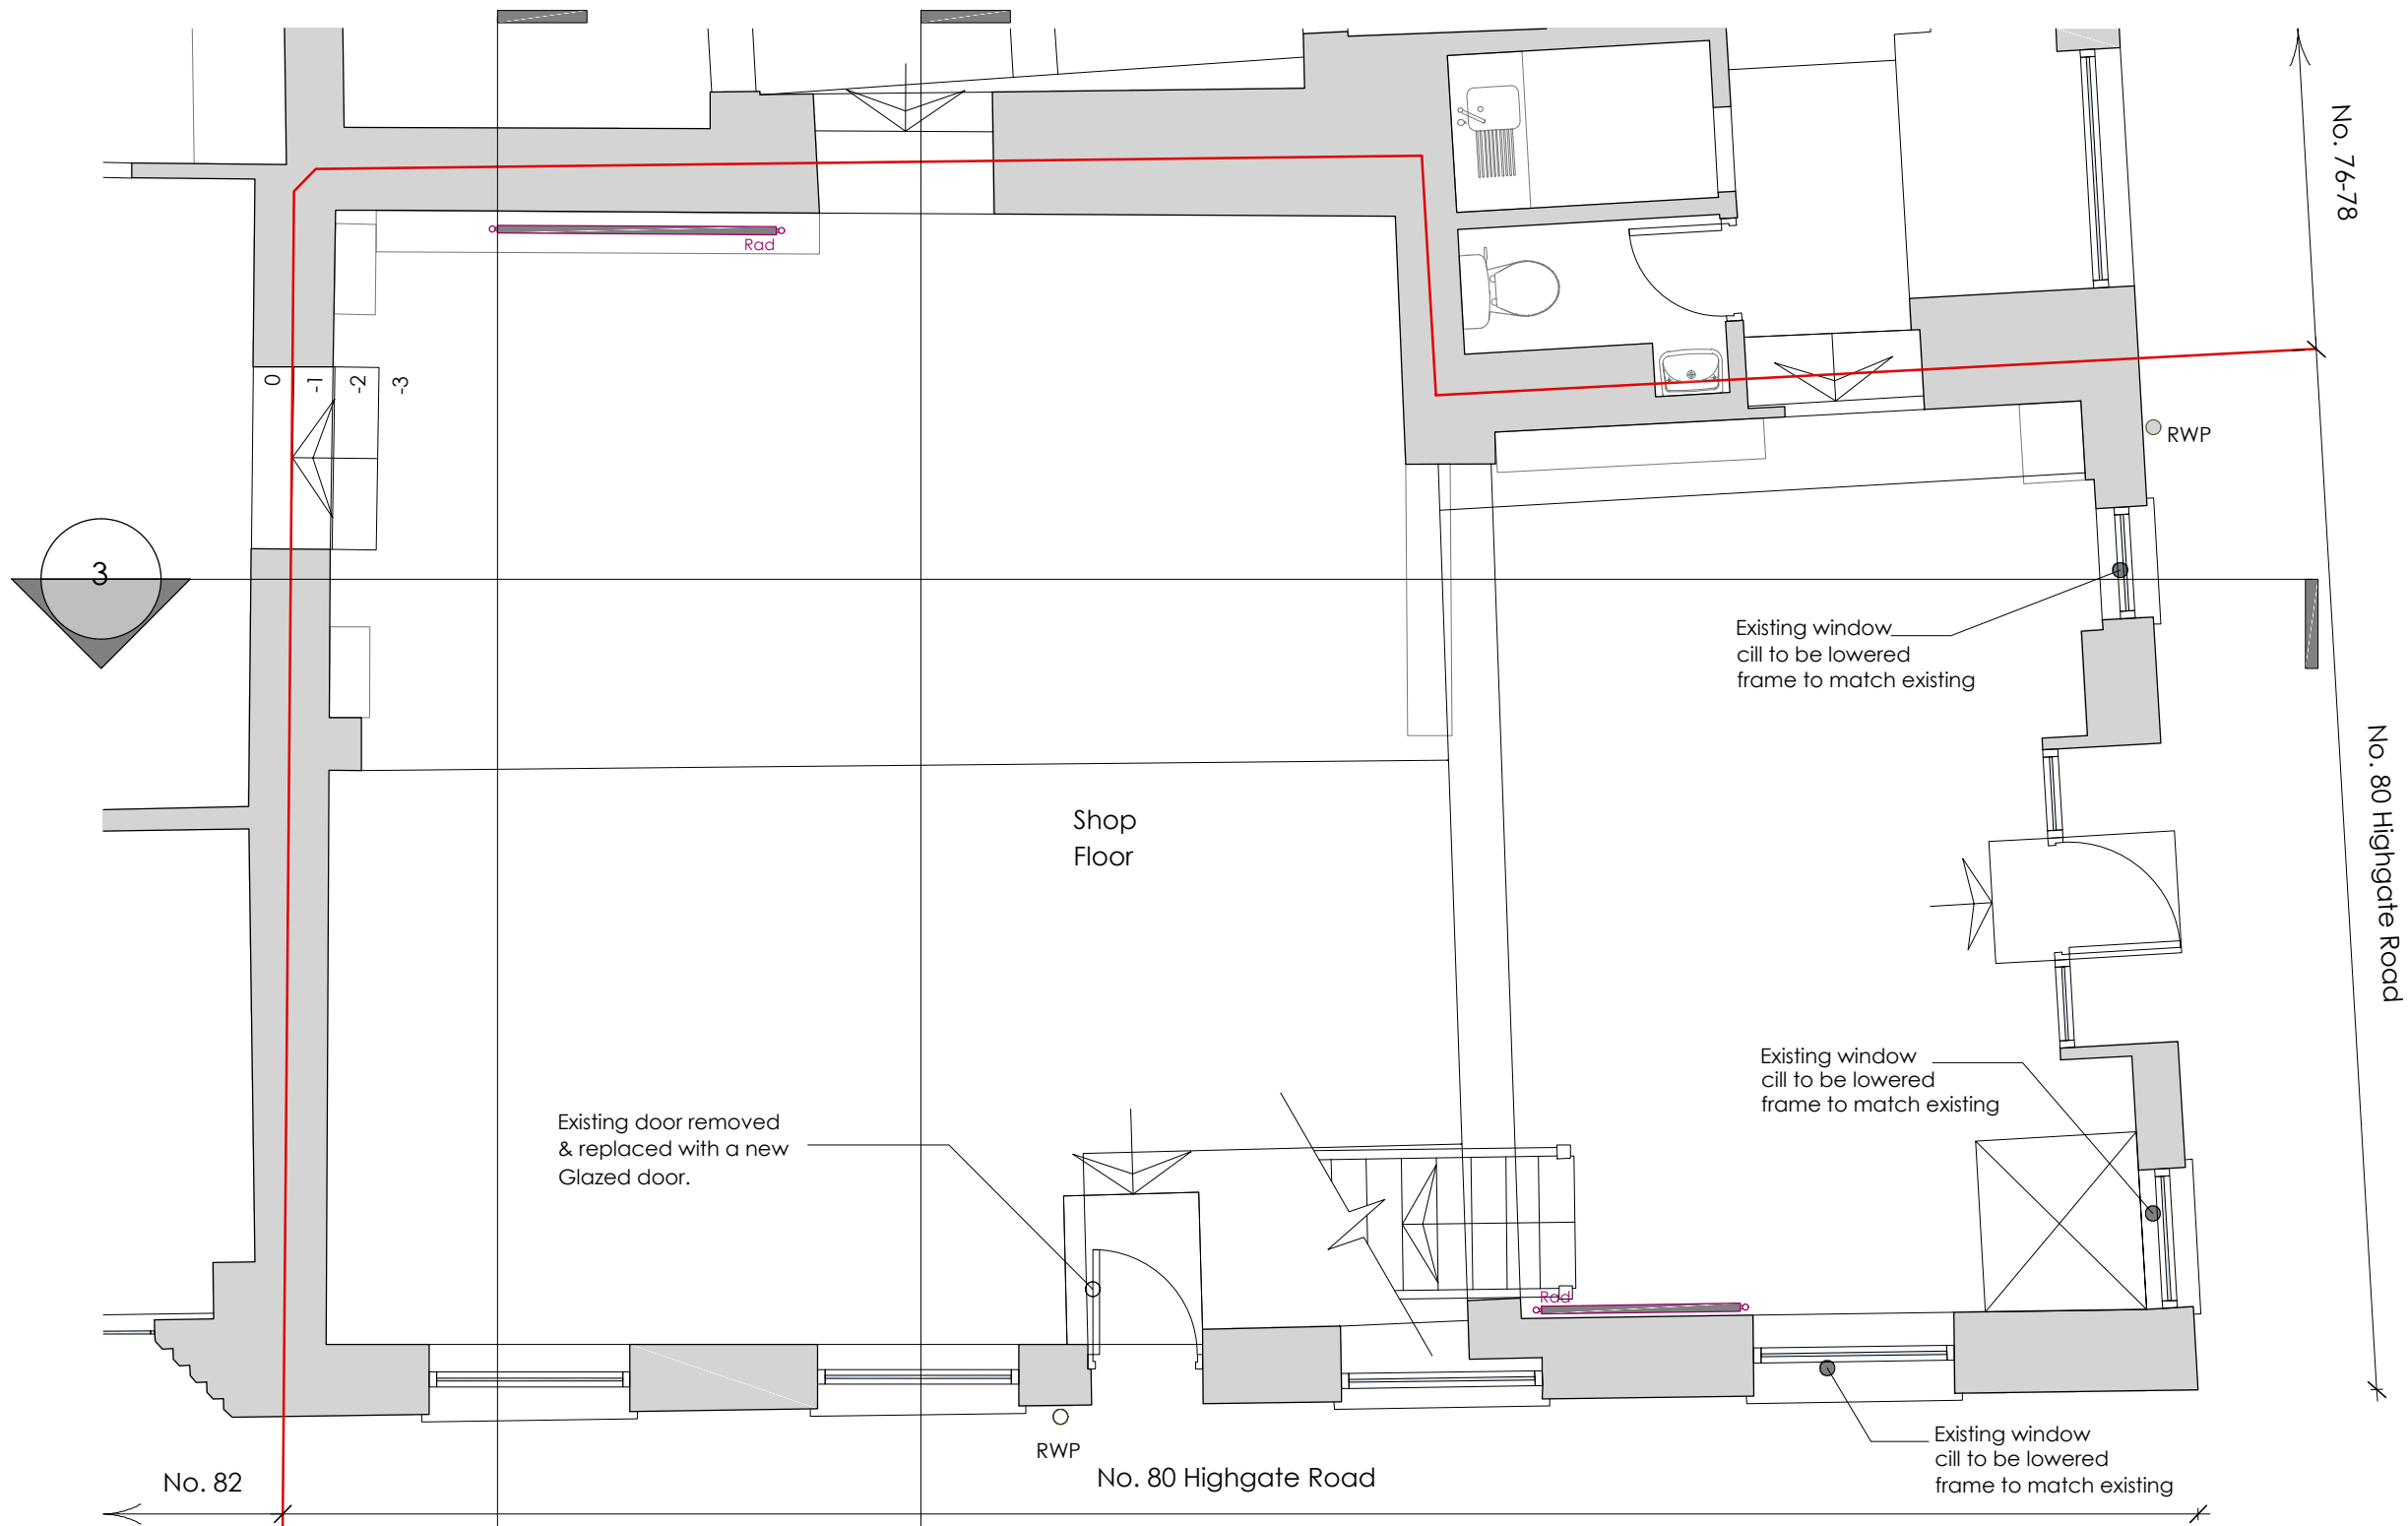 No. 76-78
Rad
0
-1
-2
-3
RWP
3
Existing window
cill to be lowered
frame to match existing
No. 80 Highgate Road
Shop
Floor
Existing window
cill to be lowered
frame to match existing
Existing door removed
& replaced with a new
Glazed door.
Rad
RWP
No. 82
No. 80 Highgate Road
Existing window
cill to be lowered
frame to match existing